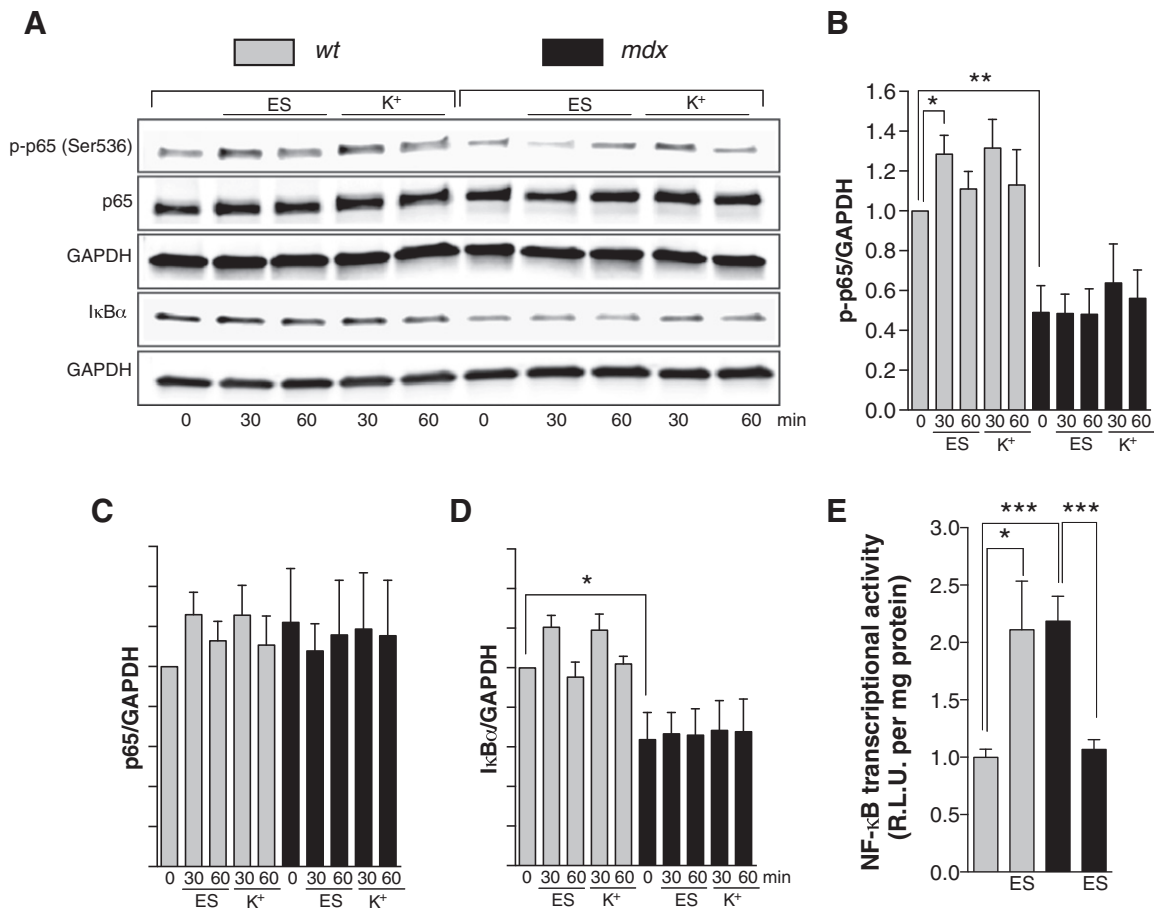 A
wt
mdx
ES K+ ES K+
p-p65 (Ser536)
p65
GAPDH
IκBα
GAPDH
0 30 60 30 60 0 30 60 30 60 min
B
p-p65/GAPDH
1.6
1.4
1.2
1.0
0.8
0.6
0.4
0.2
0.0
**
*
0 30 60 30 60 0 30 60 30 60
ES K+ ES K+
C
p65/GAPDH
0 30 60 30 60 0 30 60 30 60
ES K+ ES K+
D
IκBα/GAPDH
*
0 30 60 30 60 0 30 60 30 60 min
ES K+ ES K+
E
NF-κB transcriptional activity
(R.L.U. per mg protein)
3.0
2.5
2.0
1.5
1.0
0.5
0.0
*** ***
*
ES ES